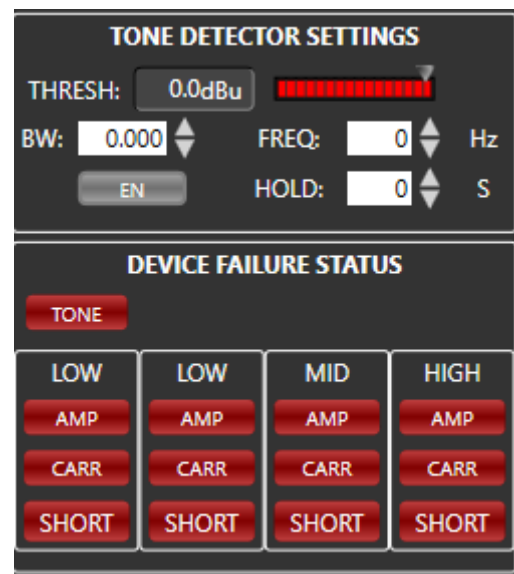 TONE DETECTOR SETTINGS
THRESH: 0.0dBu
BW: 0.000 FREQ: 0 Hz
EN HOLD: 0 S
DEVICE FAILURE STATUS
TONE
LOW LOW MID HIGH
AMP AMP AMP AMP
CARR CARR CARR CARR
SHORT SHORT SHORT SHORT